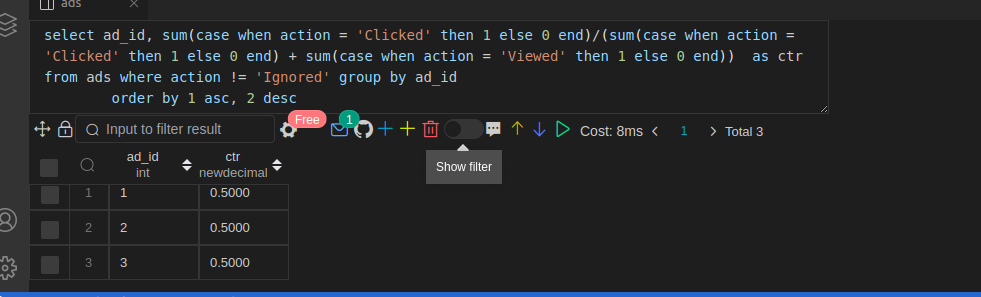 ads
select ad_id, sum(case when action = 'Clicked' then 1 else 0 end)/(sum(case when action =
'Clicked' then 1 else 0 end) + sum(case when action = 'Viewed' then 1 else 0 end))  as ctr
from ads where action != 'Ignored' group by ad_id
order by 1 asc, 2 desc
Input to filter result Free 1 Cost: 8ms < 1 > Total 3
Show filter
ad_id ctr
int newdecimal
1 1 0.5000
2 2 0.5000
3 3 0.5000